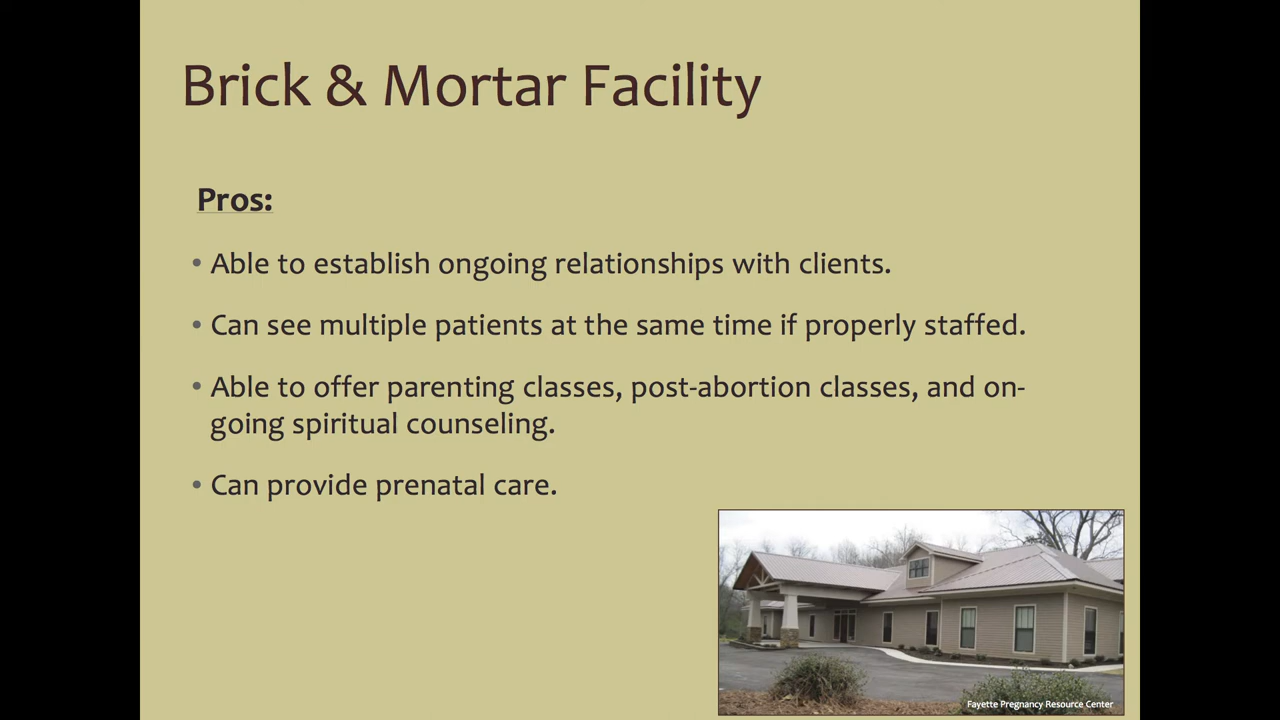 Brick & Mortar Facility
Pros:
• Able to establish ongoing relationships with clients.
• Can see multiple patients at the same time if properly staffed.
• Able to offer parenting classes, post-abortion classes, and on-
going spiritual counseling.
• Can provide prenatal care.
Fayette Pregnancy Resource Center